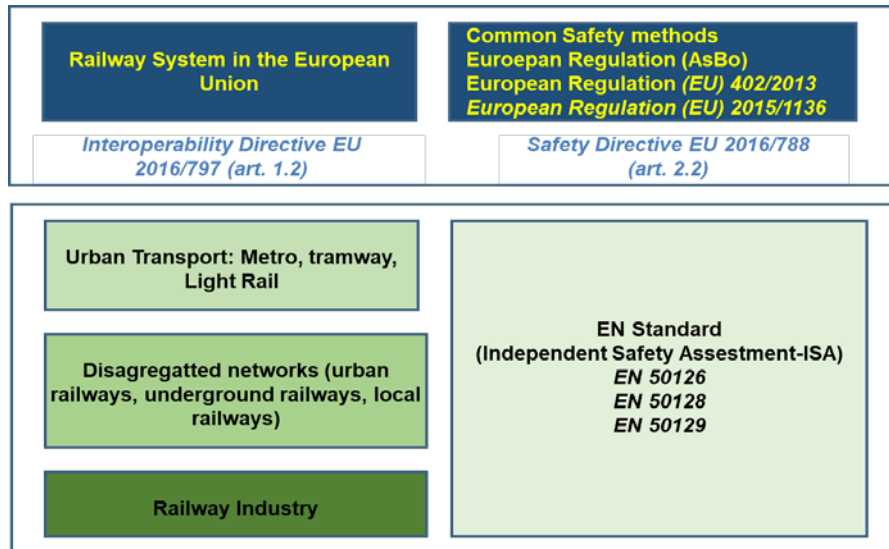 Railway System in the European
Union
Common Safety methods
Euroepan Regulation (AsBo)
European Regulation (EU) 402/2013
European Regulation (EU) 2015/1136
Interoperability Directive EU
2016/797 (art. 1.2)
Safety Directive EU 2016/788
(art. 2.2)
Urban Transport: Metro, tramway,
Light Rail
Disagregatted networks (urban
railways, underground railways, local
railways)
Railway Industry
EN Standard
(Independent Safety Assestment-ISA)
EN 50126
EN 50128
EN 50129